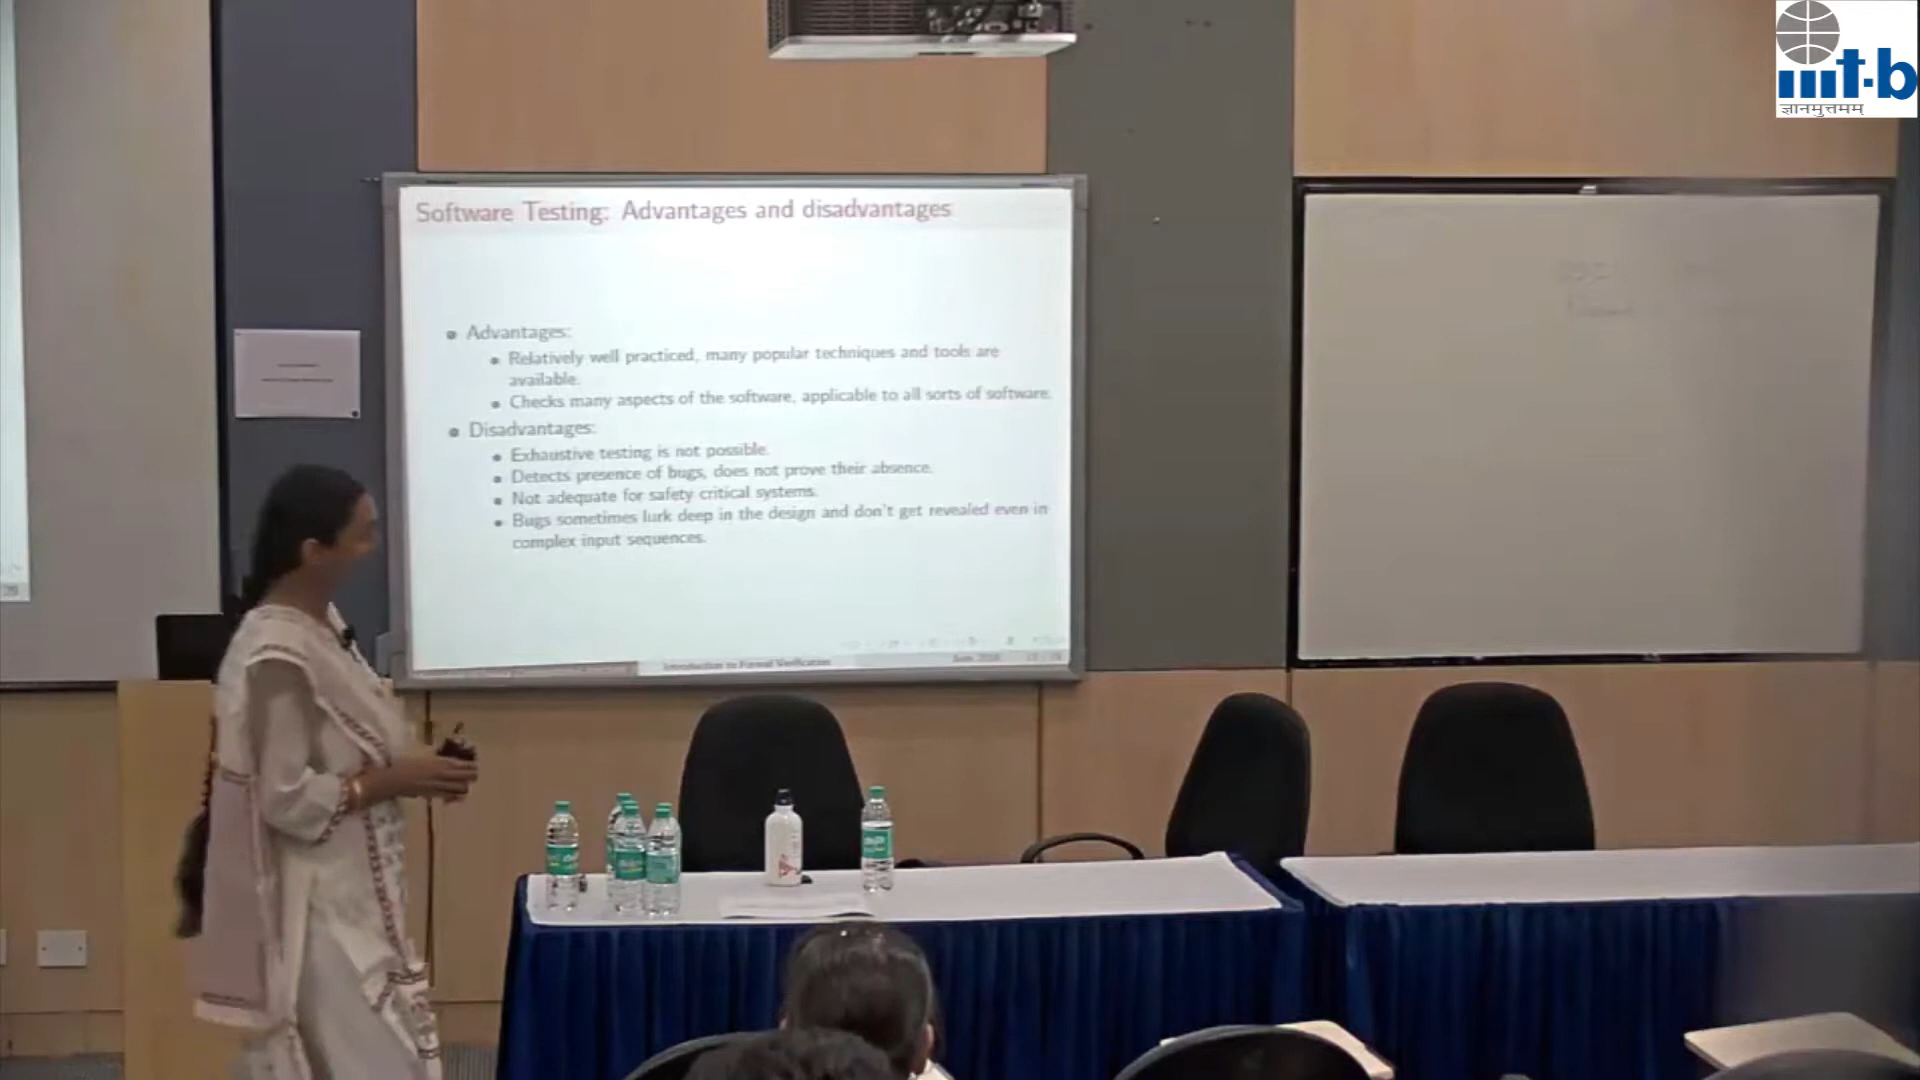 iiit-b
ज्ञानमुत्तमम्
Software Testing: Advantages and disadvantages
Advantages:
Relatively well practiced, many popular techniques and tools are
available.
Checks many aspects of the software, applicable to all sorts of software.
Disadvantages:
Exhaustive testing is not possible.
Detects presence of bugs, does not prove their absence.
Not adequate for safety critical systems.
Bugs sometimes lurk deep in the design and don't get revealed even in
complex input sequences.
Introduction to Formal Verification